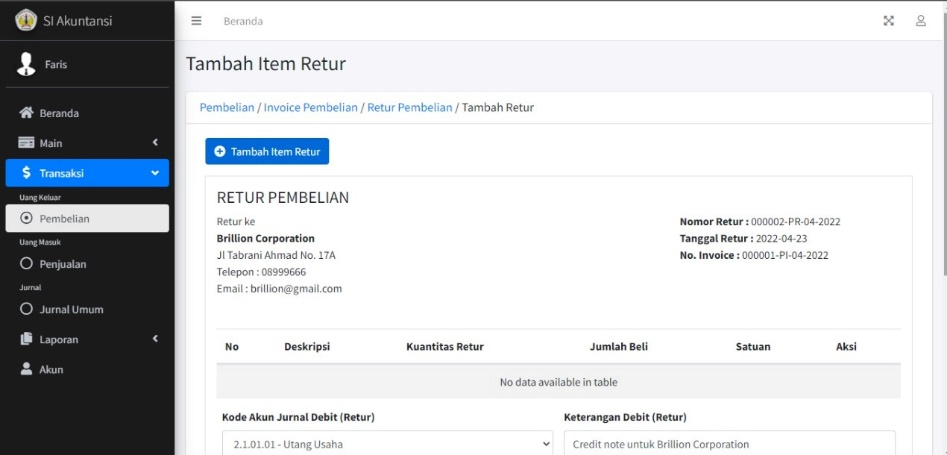 SI Akuntansi
Beranda
Faris
Beranda
Main
Transaksi
Uang Keluar
Pembelian
Uang Masuk
Penjualan
Jurnal
Jurnal Umum
Laporan
Akun
Tambah Item Retur
Pembelian / Invoice Pembelian / Retur Pembelian / Tambah Retur
Tambah Item Retur
RETUR PEMBELIAN
Retur ke
Brillion Corporation
Jl Tabrani Ahmad No. 17A
Telepon : 08999666
Email : brillion@gmail.com
Nomor Retur : 000002-PR-04-2022
Tanggal Retur : 2022-04-23
No. Invoice : 000001-PI-04-2022
No Deskripsi Kuantitas Retur Jumlah Beli Satuan Aksi
No data available in table
Kode Akun Jurnal Debit (Retur)
2.1.01.01 - Utang Usaha
Keterangan Debit (Retur)
Credit note untuk Brillion Corporation